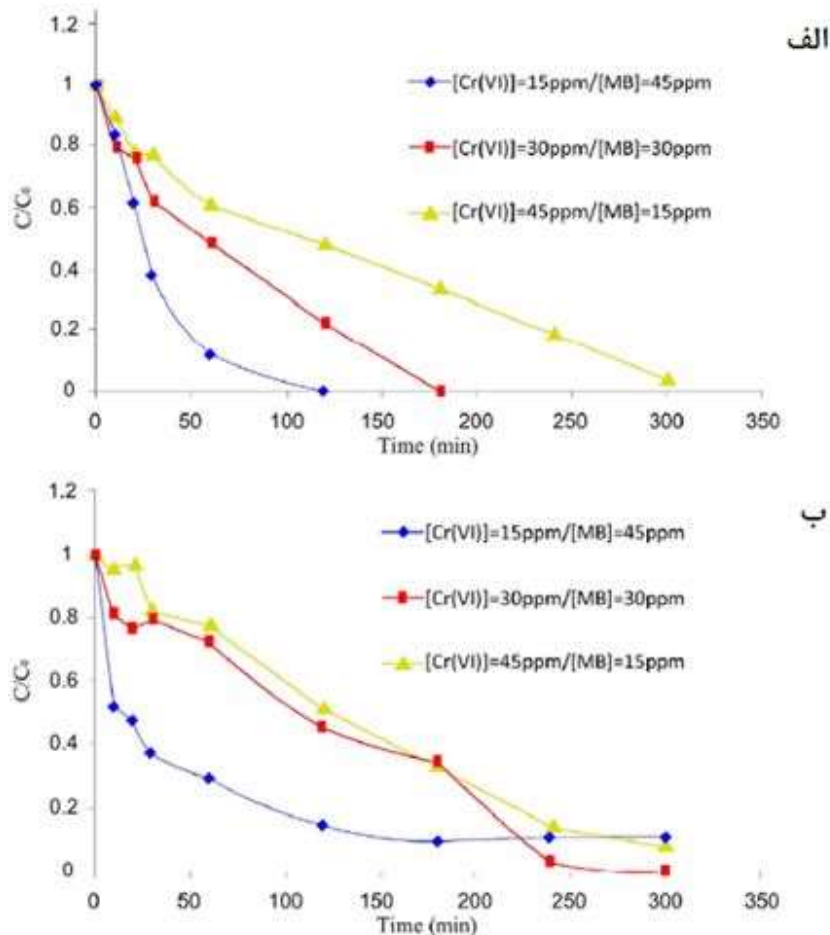 الف
1.2
1
0.8
0.6
0.4
0.2
0
C/C₀
[Cr(VI)]=15ppm/[MB]=45ppm
[Cr(VI)]=30ppm/[MB]=30ppm
[Cr(VI)]=45ppm/[MB]=15ppm
0 50 100 150 200 250 300 350
Time (min)
ب
1.2
1
0.8
0.6
0.4
0.2
0
C/C₀
[Cr(VI)]=15ppm/[MB]=45ppm
[Cr(VI)]=30ppm/[MB]=30ppm
[Cr(VI)]=45ppm/[MB]=15ppm
0 50 100 150 200 250 300 350
Time (min)